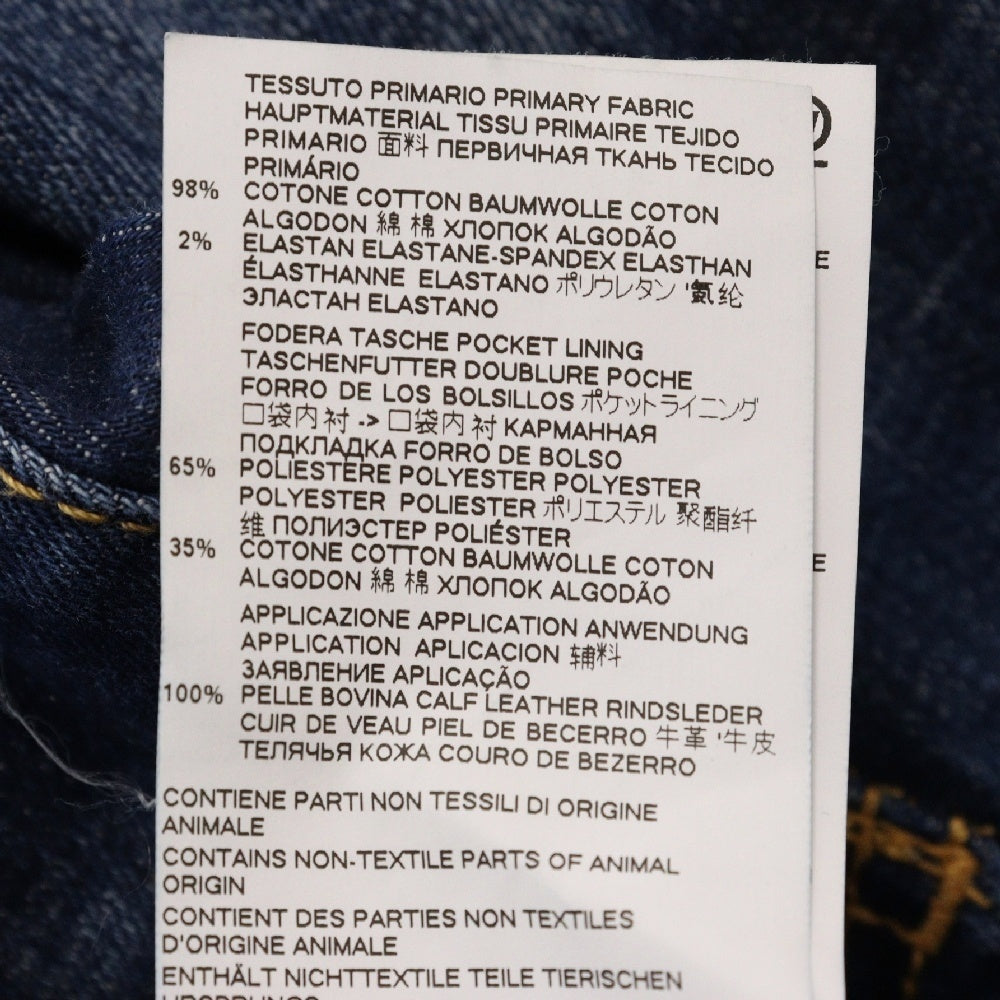 TESSUTO PRIMARIO PRIMARY FABRIC
HAUPTMATERIAL TISSU PRIMAIRE TEJIDO
PRIMARIO 面料 ПЕРВИЧНАЯ ТКАНЬ TECIDO
PRIMÁRIO
98% COTONE COTTON BAUMWOLLE COTON
ALGODON 綿 棉 ХЛОПОК ALGODÃO
2% ELASTAN ELASTANE-SPANDEX ELASTHAN
ÉLASTHANNE ELASTANO ポリウレタン '氨纶
ЭЛАСТАН ELASTANO
FODERA TASCHE POCKET LINING
TASCHENFUTTER DOUBLURE POCHE
FORRO DE LOS BOLSILLOS ポケットライニング
口袋内衬 -> 口袋内衬 КАРМАННАЯ
ПОДКЛАДКА FORRO DE BOLSO
65% POLIESTERE POLYESTER POLYESTER
POLYESTER POLIESTER ポリエステル 聚酯纤
维 ПОЛИЭСТЕР POLIÉSTER
35% COTONE COTTON BAUMWOLLE COTON
ALGODON 綿 棉 ХЛОПОК ALGODÃO
APPLICAZIONE APPLICATION ANWENDUNG
APPLICATION APLICACION 辅料
ЗАЯВЛЕНИЕ APLICAÇÃO
100% PELLE BOVINA CALF LEATHER RINDSLEDER
CUIR DE VEAU PIEL DE BECERRO 牛革 '牛皮
ТЕЛЯЧЬЯ КОЖА COURO DE BEZERRO
CONTIENE PARTI NON TESSILI DI ORIGINE
ANIMALE
CONTAINS NON-TEXTILE PARTS OF ANIMAL
ORIGIN
CONTIENT DES PARTIES NON TEXTILES
D'ORIGINE ANIMALE
ENTHÄLT NICHTTEXTILE TEILE TIERISCHEN
E
E